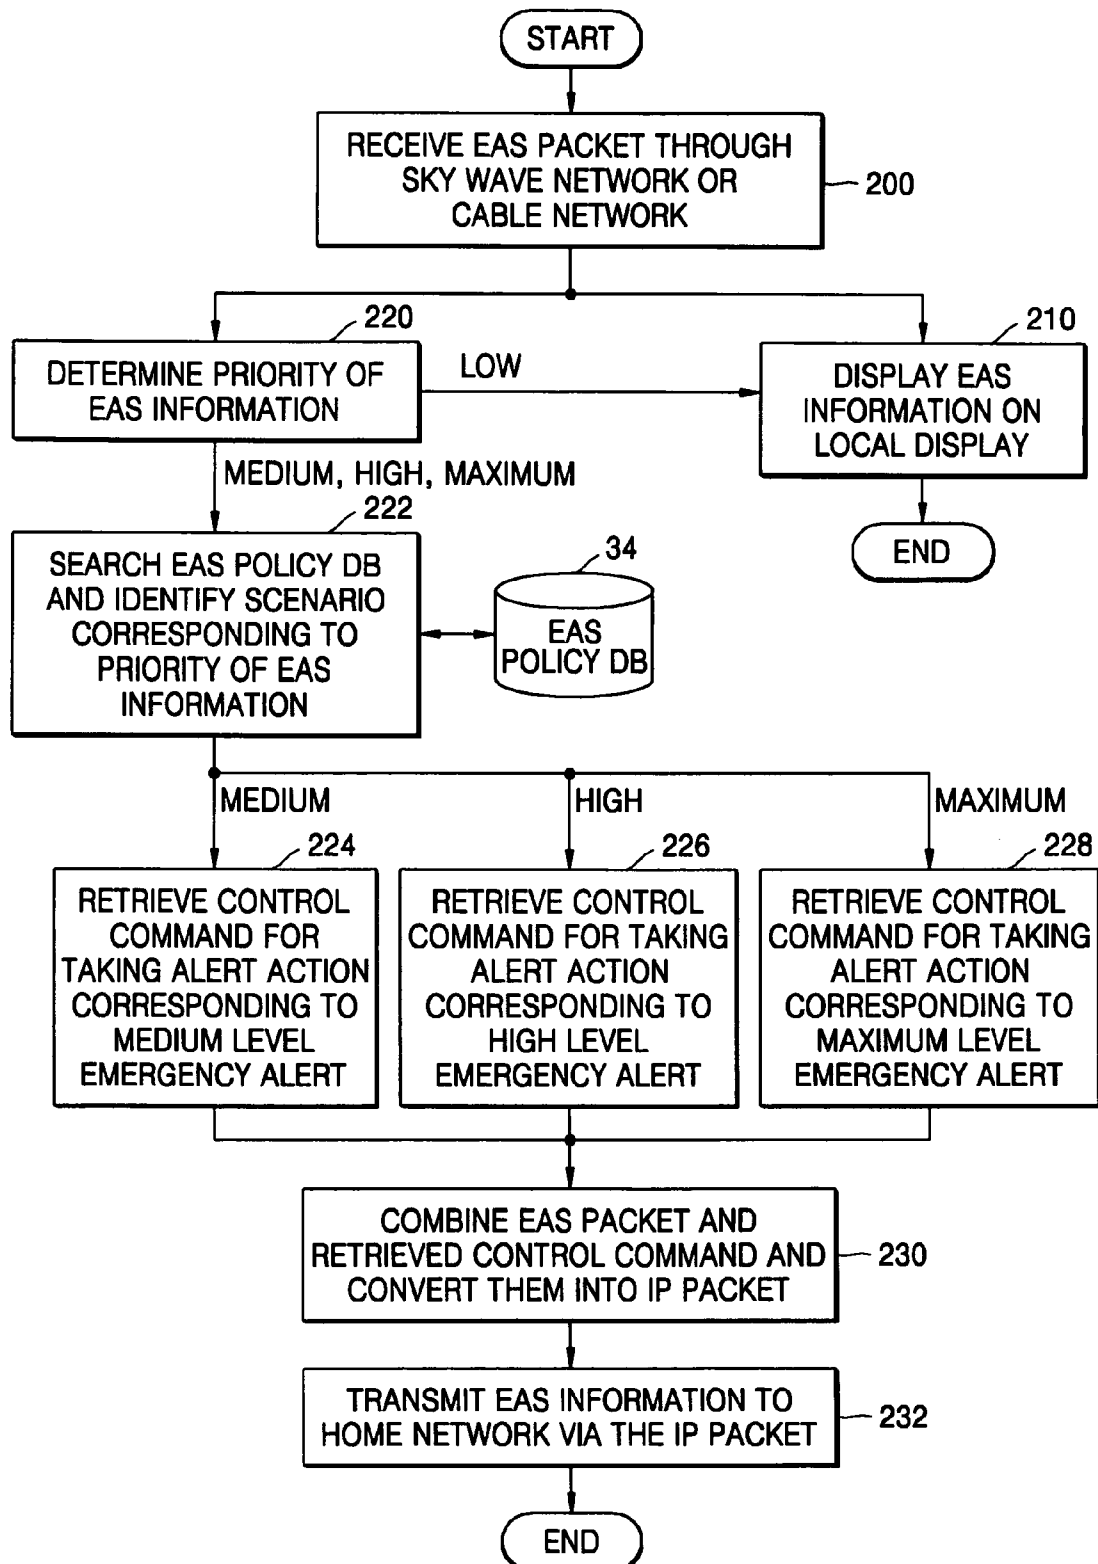 START
RECEIVE EAS PACKET THROUGH
SKY WAVE NETWORK OR
CABLE NETWORK
200
220
DETERMINE PRIORITY OF
EAS INFORMATION
LOW
210
DISPLAY EAS
INFORMATION ON
LOCAL DISPLAY
END
MEDIUM, HIGH, MAXIMUM
222
SEARCH EAS POLICY DB
AND IDENTIFY SCENARIO
CORRESPONDING TO
PRIORITY OF EAS
INFORMATION
34
EAS
POLICY DB
MEDIUM
HIGH
MAXIMUM
224
RETRIEVE CONTROL
COMMAND FOR
TAKING ALERT ACTION
CORRESPONDING TO
MEDIUM LEVEL
EMERGENCY ALERT
226
RETRIEVE CONTROL
COMMAND FOR TAKING
ALERT ACTION
CORRESPONDING TO
HIGH LEVEL
EMERGENCY ALERT
228
RETRIEVE CONTROL
COMMAND FOR TAKING
ALERT ACTION
CORRESPONDING TO
MAXIMUM LEVEL
EMERGENCY ALERT
COMBINE EAS PACKET AND
RETRIEVED CONTROL COMMAND AND
CONVERT THEM INTO IP PACKET
230
TRANSMIT EAS INFORMATION TO
HOME NETWORK VIA THE IP PACKET
232
END